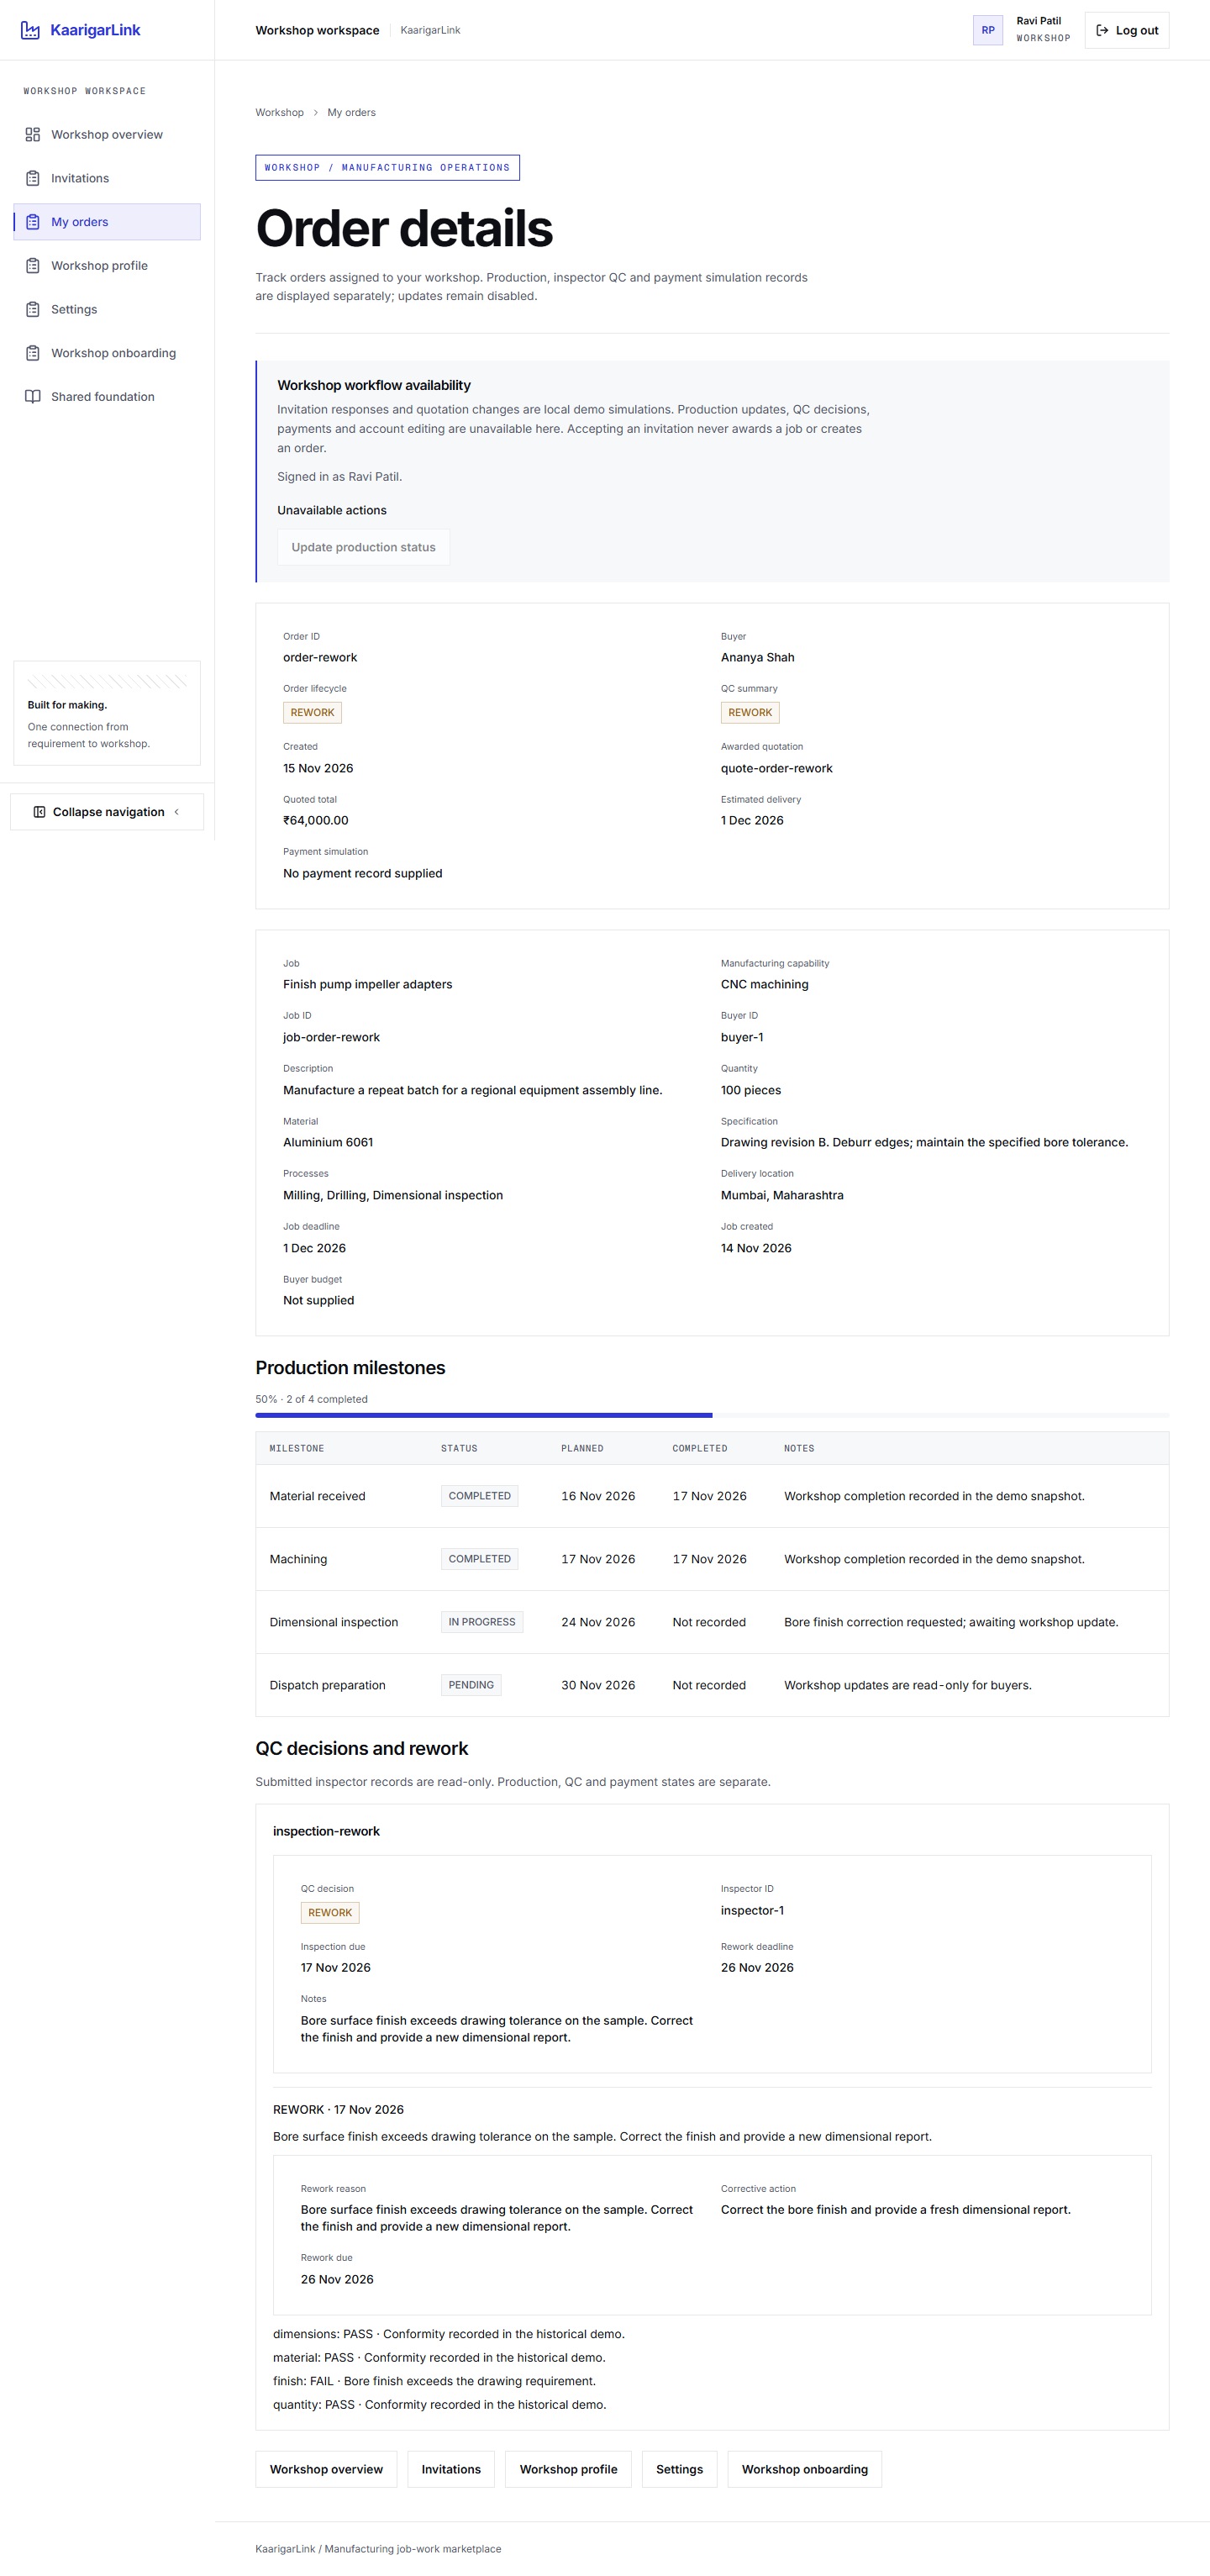 KaarigarLink
Workshop workspace
KaarigarLink
RP
Ravi Patil
WORKSHOP
Log out
WORKSHOP WORKSPACE
Workshop overview
Invitations
My orders
Workshop profile
Settings
Workshop onboarding
Shared foundation
Built for making.
One connection from
requirement to workshop.
Collapse navigation
Workshop
My orders
WORKSHOP / MANUFACTURING OPERATIONS
Order details
Track orders assigned to your workshop. Production, inspector QC and payment simulation records
are displayed separately; updates remain disabled.
Workshop workflow availability
Invitation responses and quotation changes are local demo simulations. Production updates, QC decisions,
payments and account editing are unavailable here. Accepting an invitation never awards a job or creates
an order.
Signed in as Ravi Patil.
Unavailable actions
Update production status
Order ID
order-rework
Buyer
Ananya Shah
Order lifecycle
REWORK
QC summary
REWORK
Created
15 Nov 2026
Awarded quotation
quote-order-rework
Quoted total
₹64,000.00
Estimated delivery
1 Dec 2026
Payment simulation
No payment record supplied
Job
Finish pump impeller adapters
Manufacturing capability
CNC machining
Job ID
job-order-rework
Buyer ID
buyer-1
Description
Manufacture a repeat batch for a regional equipment assembly line.
Quantity
100 pieces
Material
Aluminium 6061
Specification
Drawing revision B. Deburr edges; maintain the specified bore tolerance.
Processes
Milling, Drilling, Dimensional inspection
Delivery location
Mumbai, Maharashtra
Job deadline
1 Dec 2026
Job created
14 Nov 2026
Buyer budget
Not supplied
Production milestones
50% · 2 of 4 completed
MILESTONE STATUS PLANNED COMPLETED NOTES
Material received COMPLETED 16 Nov 2026 17 Nov 2026 Workshop completion recorded in the demo snapshot.
Machining COMPLETED 17 Nov 2026 17 Nov 2026 Workshop completion recorded in the demo snapshot.
Dimensional inspection IN PROGRESS 24 Nov 2026 Not recorded Bore finish correction requested; awaiting workshop update.
Dispatch preparation PENDING 30 Nov 2026 Not recorded Workshop updates are read-only for buyers.
QC decisions and rework
Submitted inspector records are read-only. Production, QC and payment states are separate.
inspection-rework
QC decision
REWORK
Inspector ID
inspector-1
Inspection due
17 Nov 2026
Rework deadline
26 Nov 2026
Notes
Bore surface finish exceeds drawing tolerance on the sample. Correct
the finish and provide a new dimensional report.
REWORK · 17 Nov 2026
Bore surface finish exceeds drawing tolerance on the sample. Correct the finish and provide a new dimensional report.
Rework reason
Bore surface finish exceeds drawing tolerance on the sample. Correct
the finish and provide a new dimensional report.
Corrective action
Correct the bore finish and provide a fresh dimensional report.
Rework due
26 Nov 2026
dimensions: PASS · Conformity recorded in the historical demo.
material: PASS · Conformity recorded in the historical demo.
finish: FAIL · Bore finish exceeds the drawing requirement.
quantity: PASS · Conformity recorded in the historical demo.
Workshop overview
Invitations
Workshop profile
Settings
Workshop onboarding
KaarigarLink / Manufacturing job-work marketplace